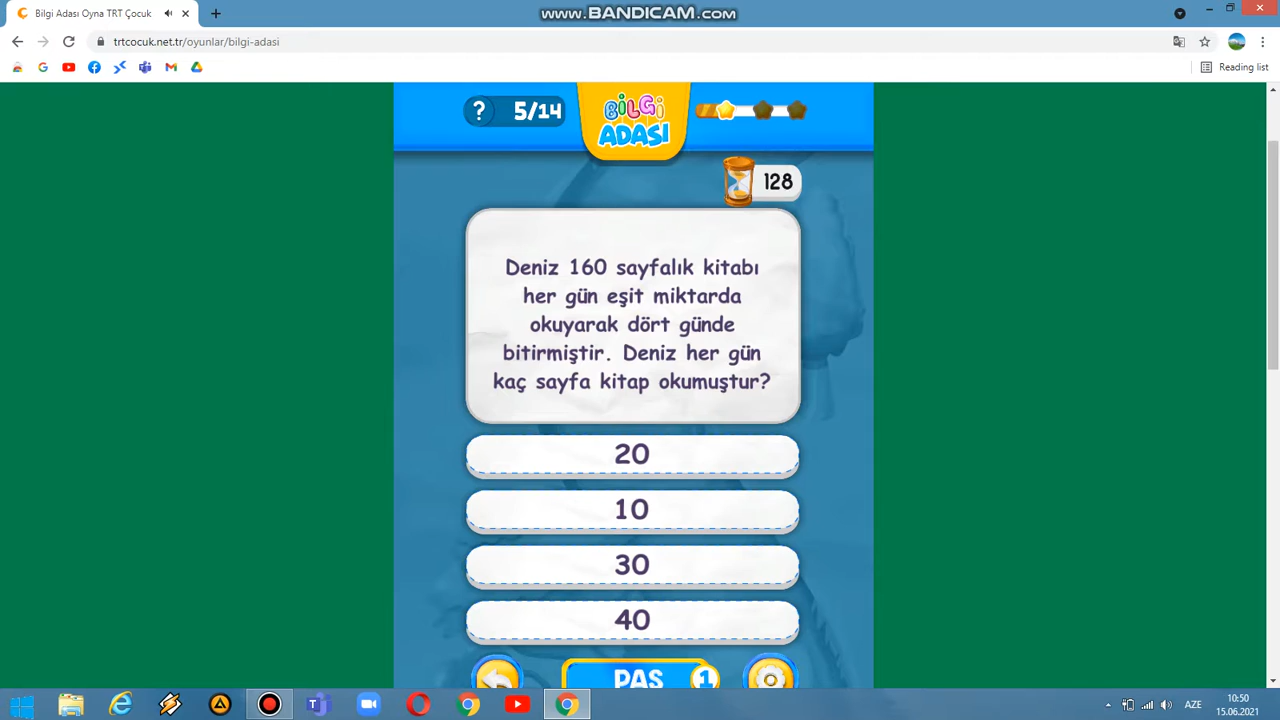 Bilgi Adası Oyna TRT Çocuk
www.BANDICAM.com
trtcocuk.net.tr/oyunlar/bilgi-adasi
Reading list
? 5/14
BİLGİ
ADASI
128
Deniz 160 sayfalık kitabı
her gün eşit miktarda
okuyarak dört günde
bitirmiştir. Deniz her gün
kaç sayfa kitap okumuştur?
20
10
30
40
PAS 1
AZE
10:50
15.06.2021